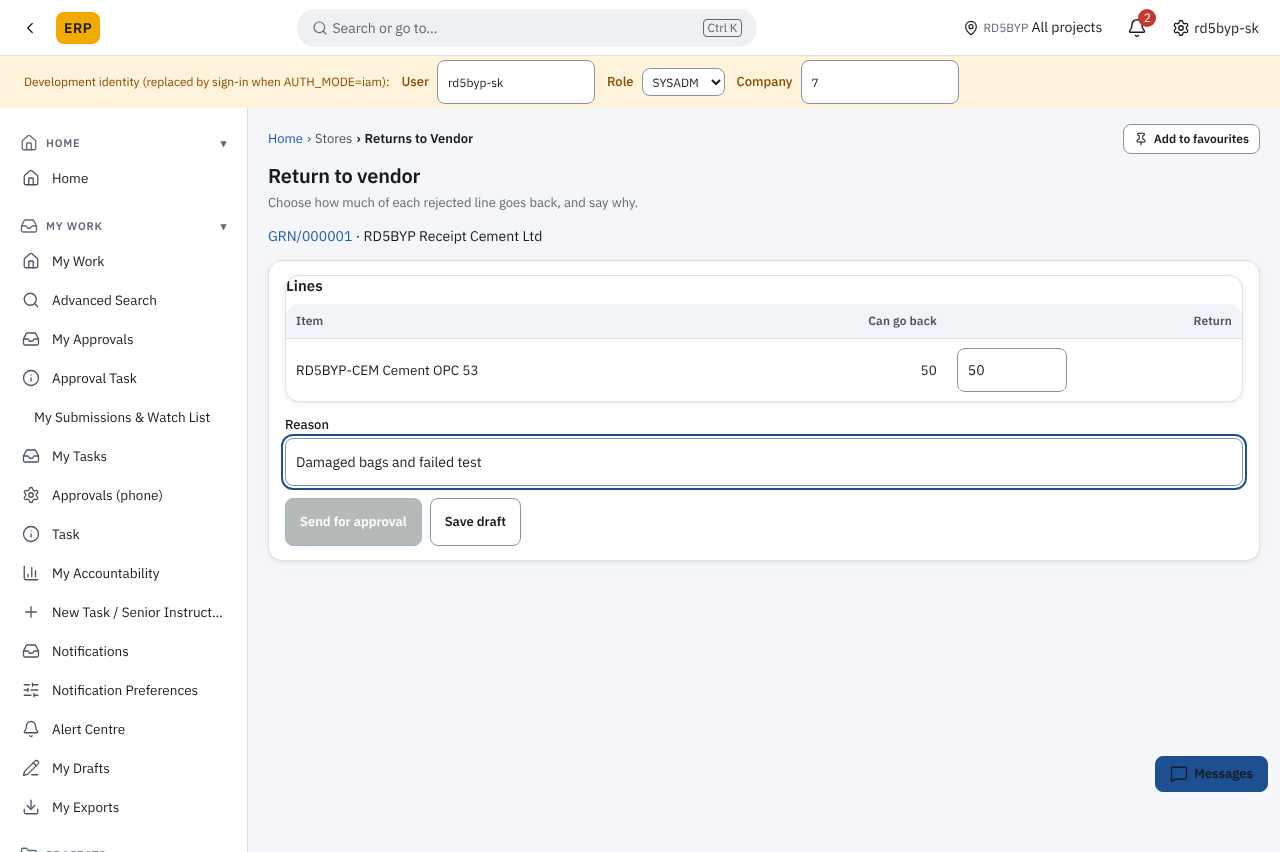 ERP
Search or go to...
Ctrl K
RD5BYP All projects
2
rd5byp-sk
Development identity (replaced by sign-in when AUTH_MODE=iam):
User
rd5byp-sk
Role
SYSADM
Company
7
HOME
Home
MY WORK
My Work
Advanced Search
My Approvals
Approval Task
My Submissions & Watch List
My Tasks
Approvals (phone)
Task
My Accountability
New Task / Senior Instruct...
Notifications
Notification Preferences
Alert Centre
My Drafts
My Exports
Home › Stores › Returns to Vendor
Add to favourites
Return to vendor
Choose how much of each rejected line goes back, and say why.
GRN/000001 · RD5BYP Receipt Cement Ltd
Lines
Item Can go back Return
RD5BYP-CEM Cement OPC 53 50 50
Reason
Damaged bags and failed test
Send for approval
Save draft
Messages